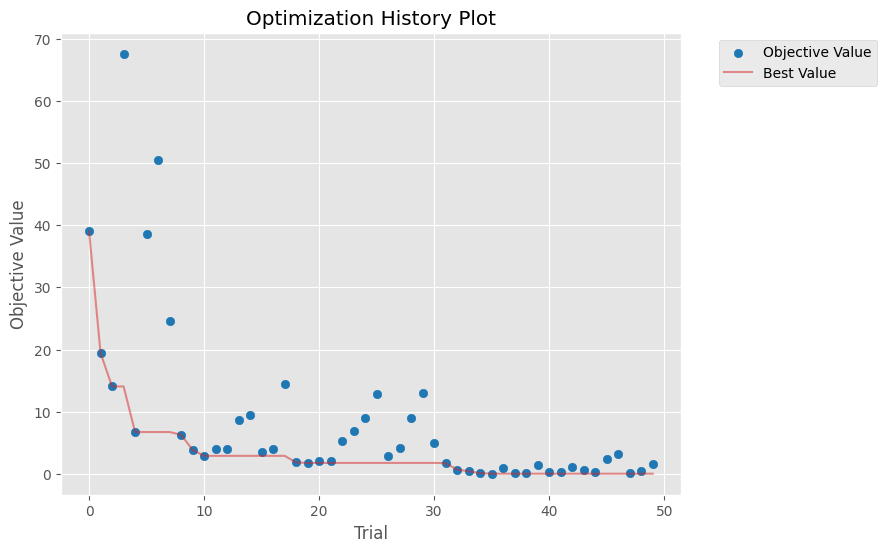 Optimization History Plot
Objective Value
Best Value
Objective Value
70
60
50
40
30
20
10
0
0 10 20 30 40 50
Trial